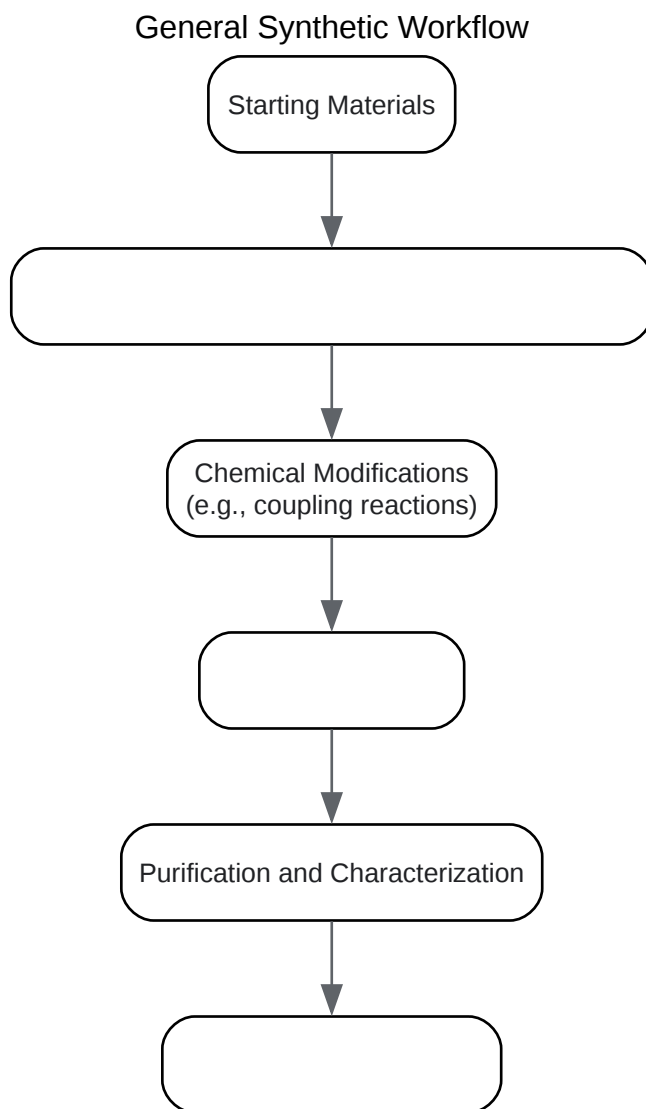 General Synthetic Workflow
Starting Materials
Chemical Modifications
(e.g., coupling reactions)
Purification and Characterization